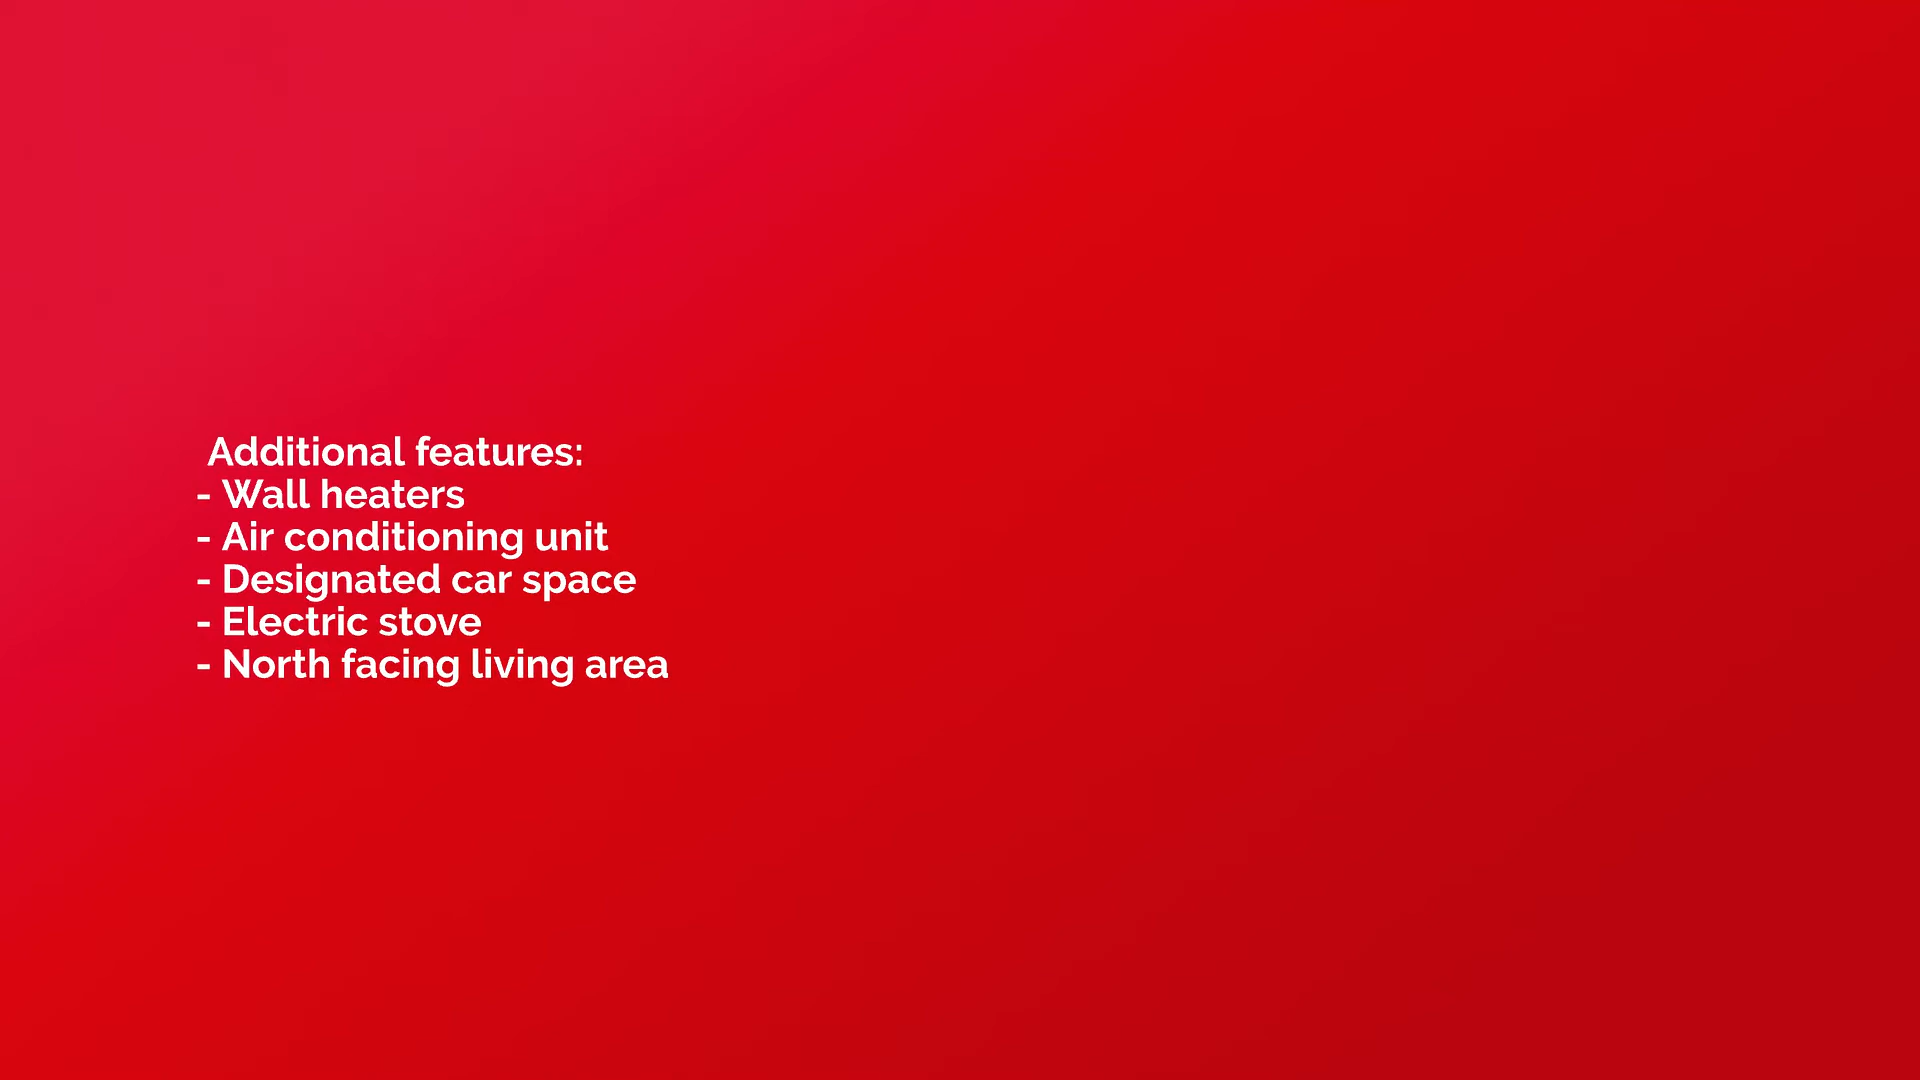 Additional features:
- Wall heaters
- Air conditioning unit
- Designated car space
- Electric stove
- North facing living area